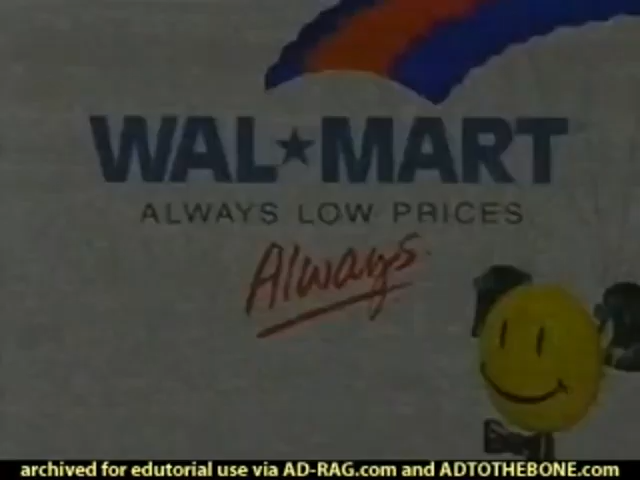 WAL★MART
ALWAYS LOW PRICES
Always
archived for edutorial use via AD-RAG.com and ADTOTHEBONE.com